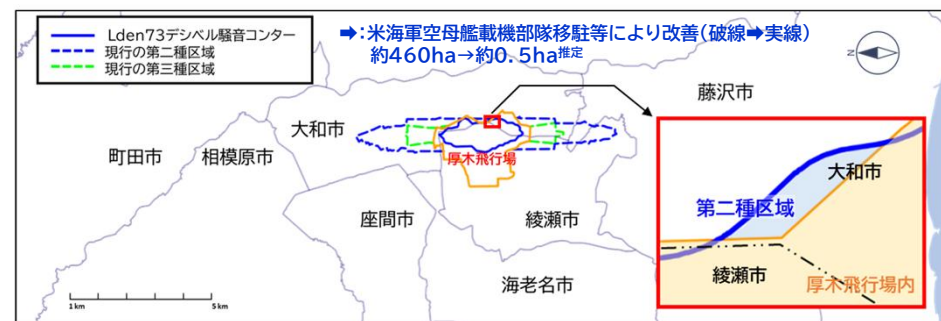 Lden73デシベル騒音コンター
現行の第二種区域
現行の第三種区域
➡:米海軍空母艦載機部隊移駐等により改善(破線➡実線)
約460ha→約0.5ha推定
N
藤沢市
大和市
町田市
相模原市
厚木飛行場
座間市
綾瀬市
海老名市
1 km
5 km
大和市
第二種区域
綾瀬市
厚木飛行場内